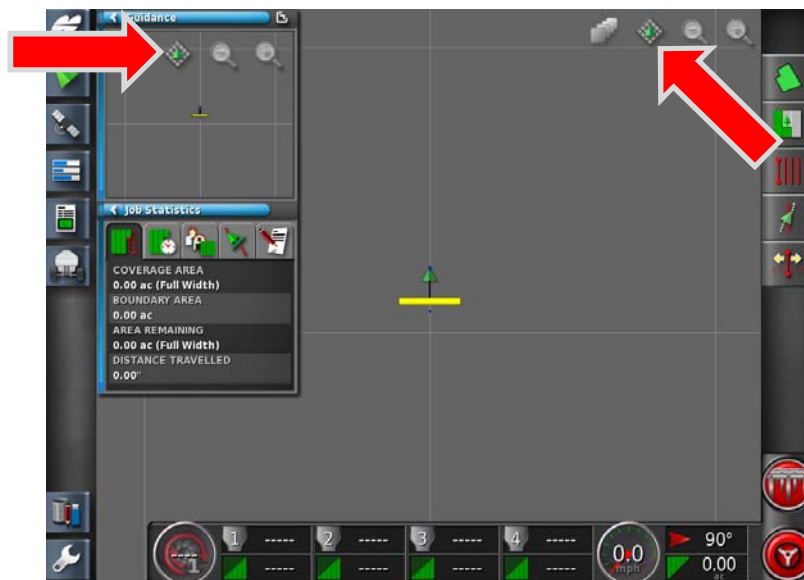 Guidance
Job Statistics
COVERAGE AREA
0.00 ac (Full Width)
BOUNDARY AREA
0.00 ac
AREA REMAINING
0.00 ac (Full Width)
DISTANCE TRAVELLED
0.00"
1 ----- 2 ----- 3 ----- 4 ----- 90°
----
1 ----- ----- ----- ----- 0.0 mph 0.00 ac